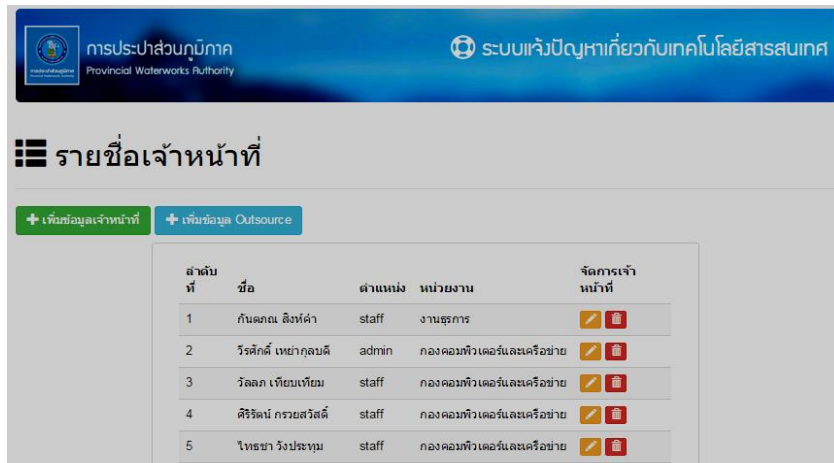 การประปาส่วนภูมิภาค
Provincial Waterworks Authority
ระบบแจ้งปัญหาเกี่ยวกับเทคโนโลยีสารสนเทศ
รายชื่อเจ้าหน้าที่
เพิ่มข้อมูลเจ้าหน้าที่ เพิ่มข้อมูล Outsource
ลำดับที่ ชื่อ ตำแหน่ง หน่วยงาน จัดการเจ้าหน้าที่
1 กันตภณ สิงห์คำ staff งานธุรการ
2 วีรศักดิ์ เหย่ากุลบดี admin กองคอมพิวเตอร์และเครือข่าย
3 วัลลภ เทียบเทียม staff กองคอมพิวเตอร์และเครือข่าย
4 ศิริรัตน์ กรวยสวัสดิ์ staff กองคอมพิวเตอร์และเครือข่าย
5 ไทธชา วังประทุม staff กองคอมพิวเตอร์และเครือข่าย